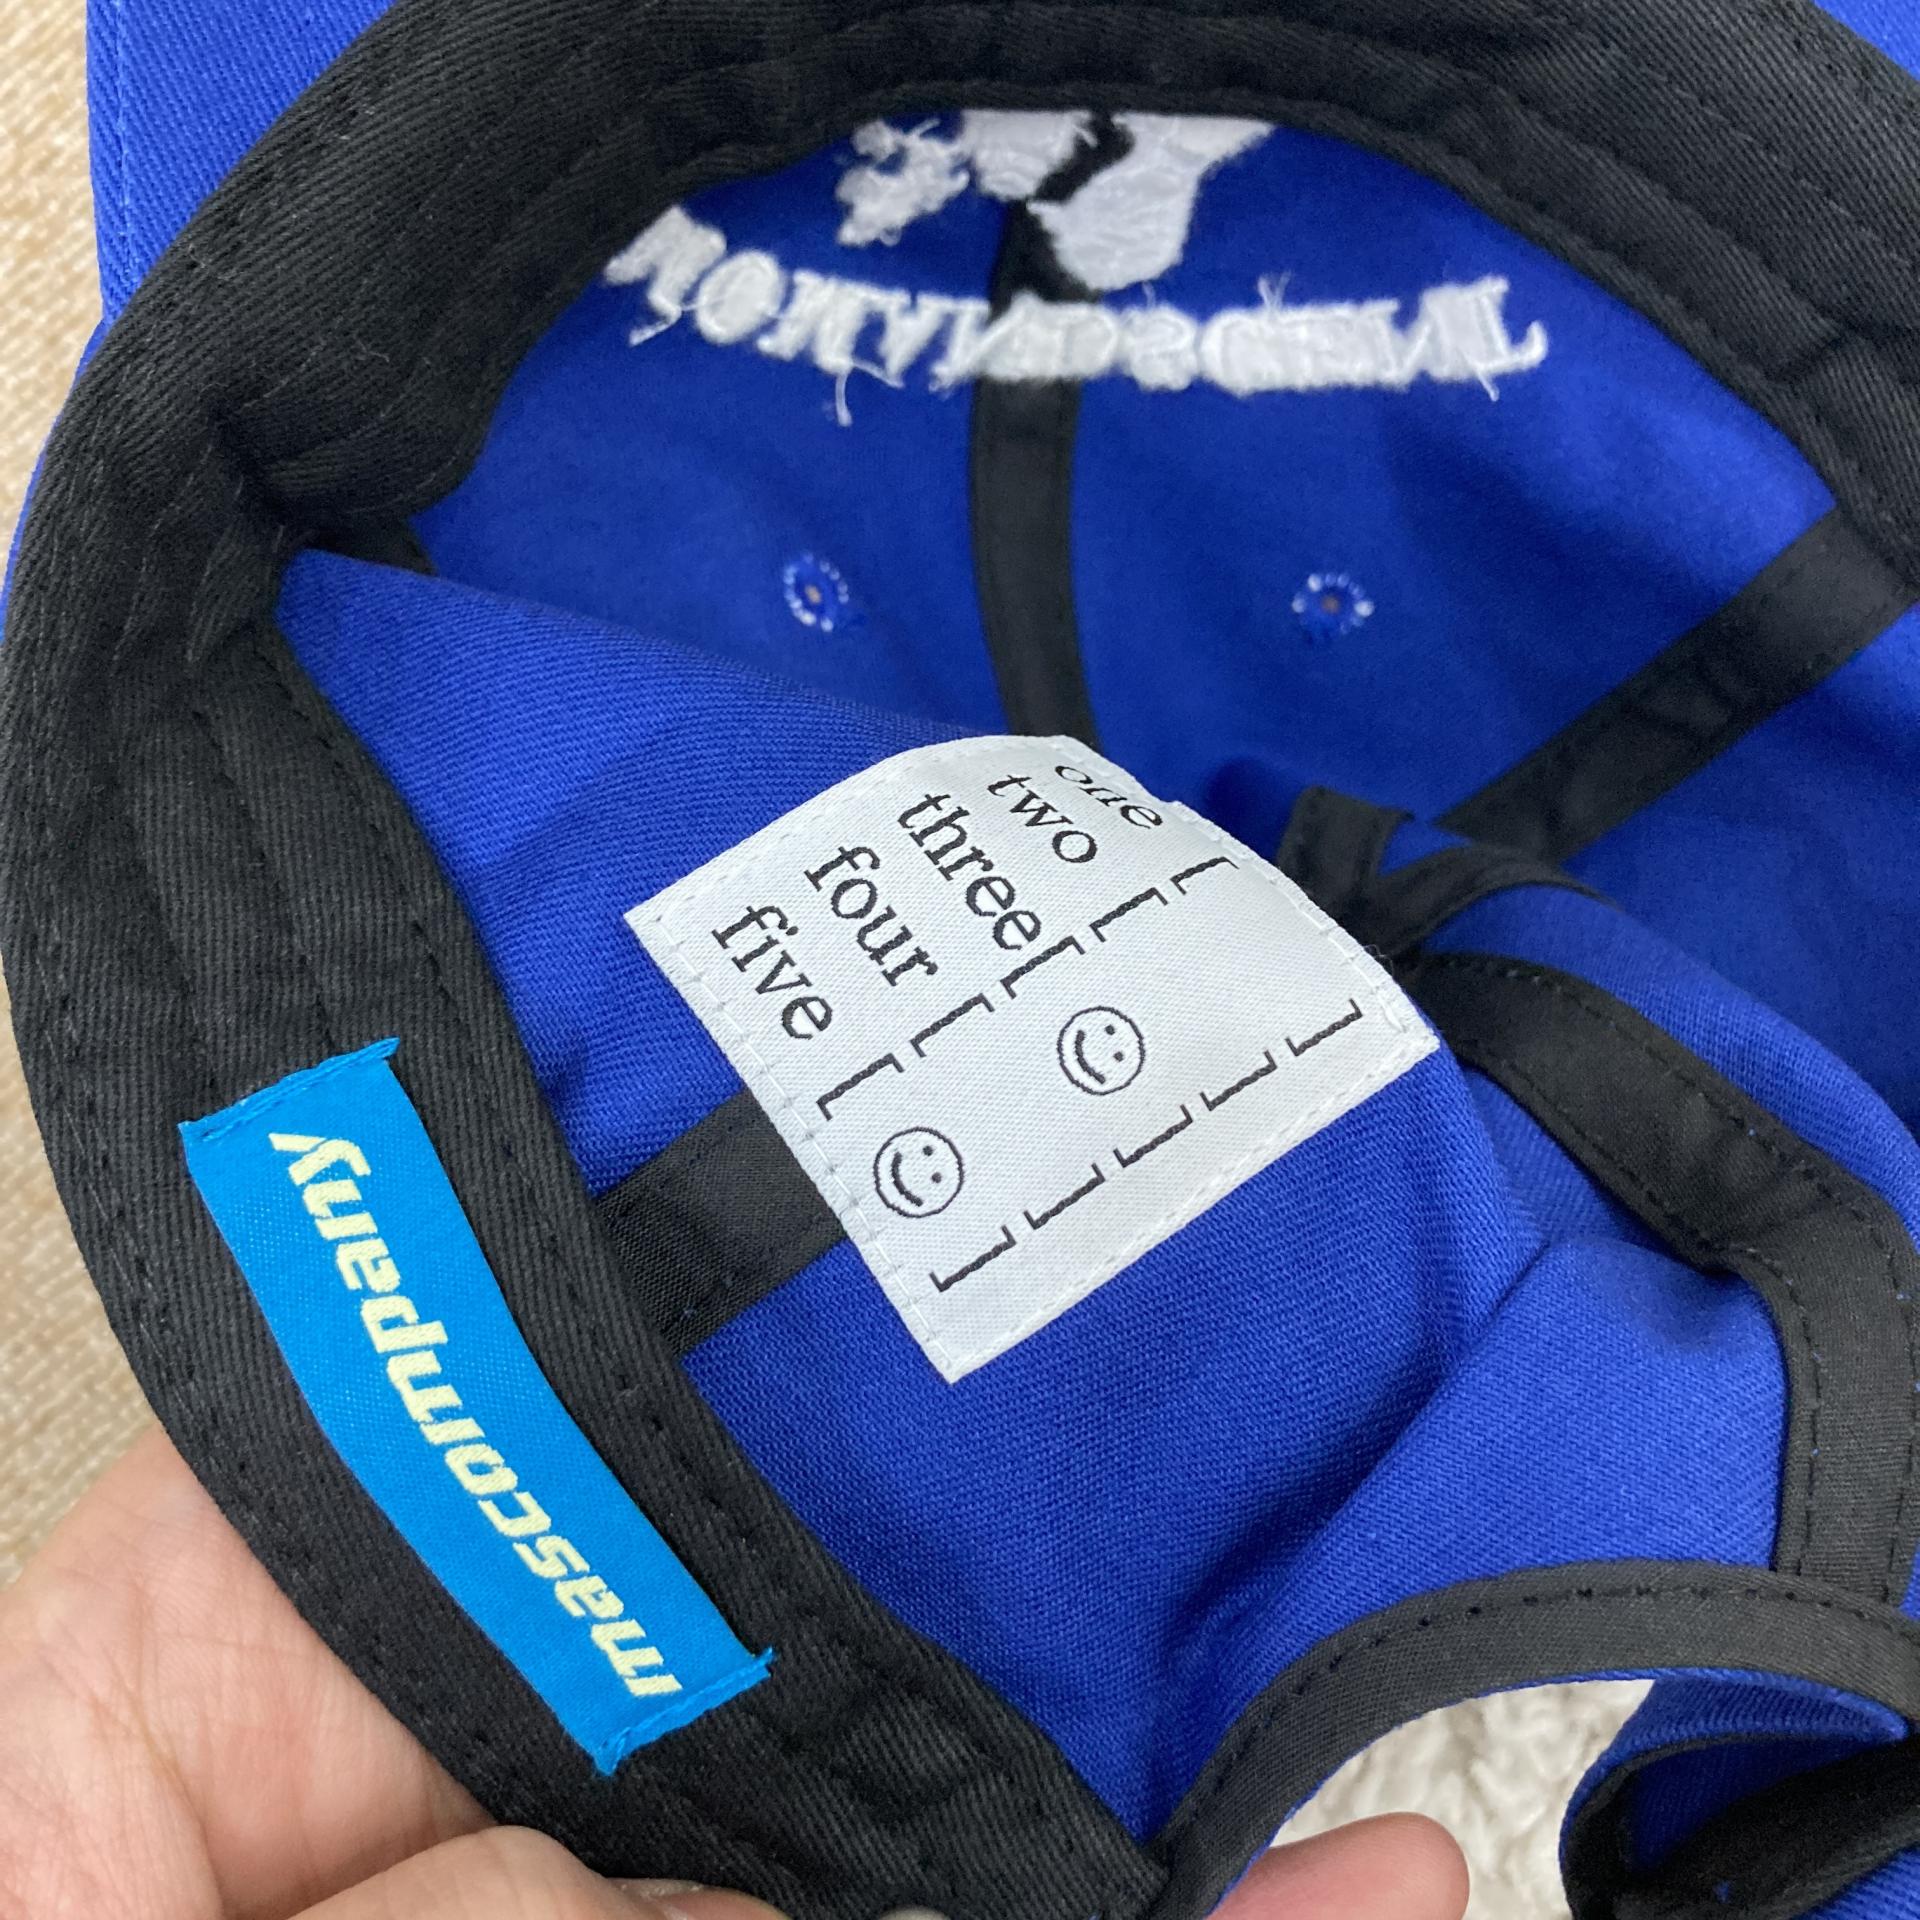 one [ ]
two [ ]
three [ ☺ ]
four [ ]
five [ ☺ ]
mascompany